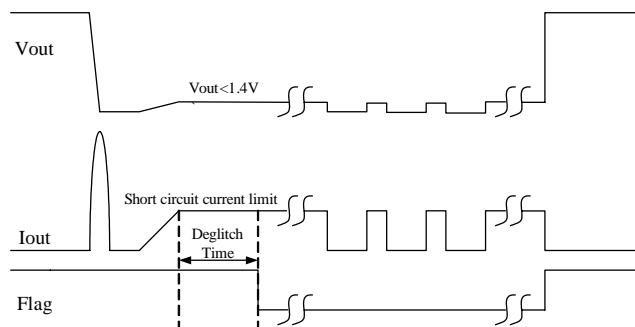 Vout
Vout<1.4V
Short circuit current limit
Iout
Deglitch
Time
Flag